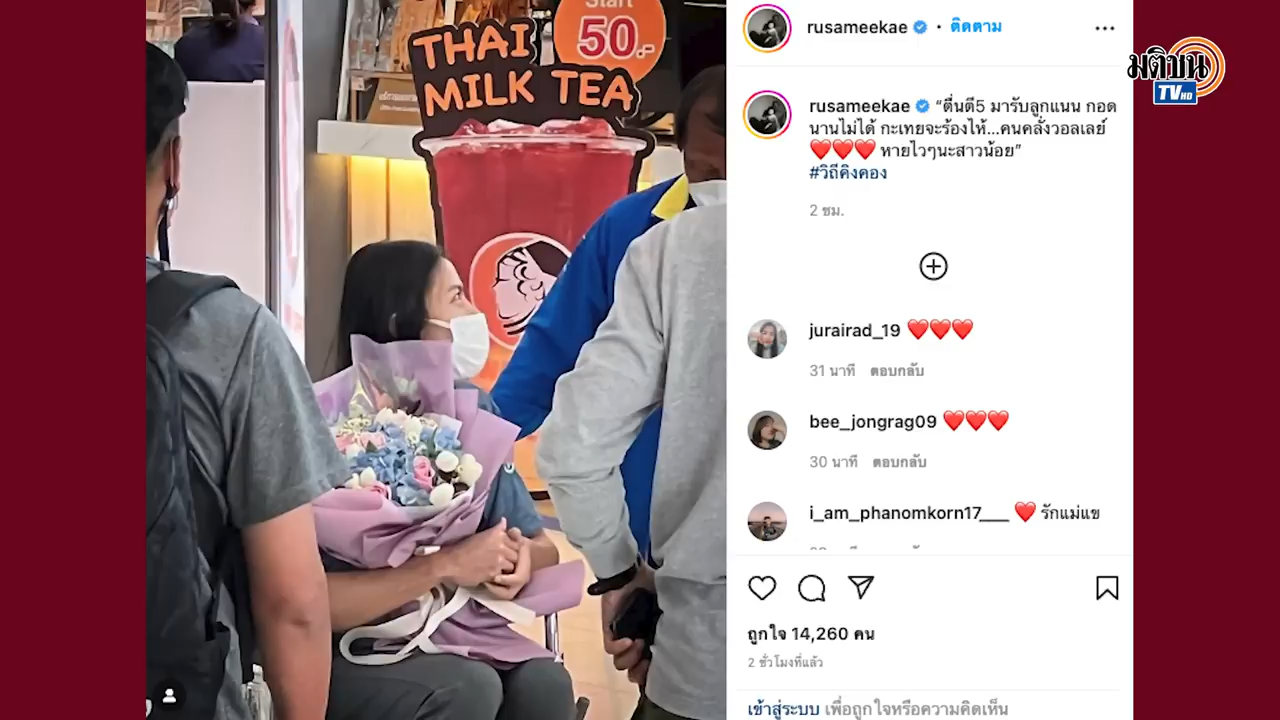 Start
50.-
THAI
MILK TEA
rusameekae • ติดตาม
มติชน
TV HD
rusameekae “ตื่นตี5 มารับลูกแนน กอด
นานไม่ได้ กะเทยจะร้องไห้...คนคลั่งวอลเลย์
❤️❤️❤️ หายไวๆนะสาวน้อย”
#วิถีคิงคอง
2 ชม.
jurairad_19 ❤️❤️❤️
31 นาที ตอบกลับ
bee_jongrag09 ❤️❤️❤️
30 นาที ตอบกลับ
i_am_phanomkorn17___ ❤️ รักแม่แข
ถูกใจ 14,260 คน
2 ชั่วโมงที่แล้ว
เข้าสู่ระบบ เพื่อถูกใจหรือความคิดเห็น